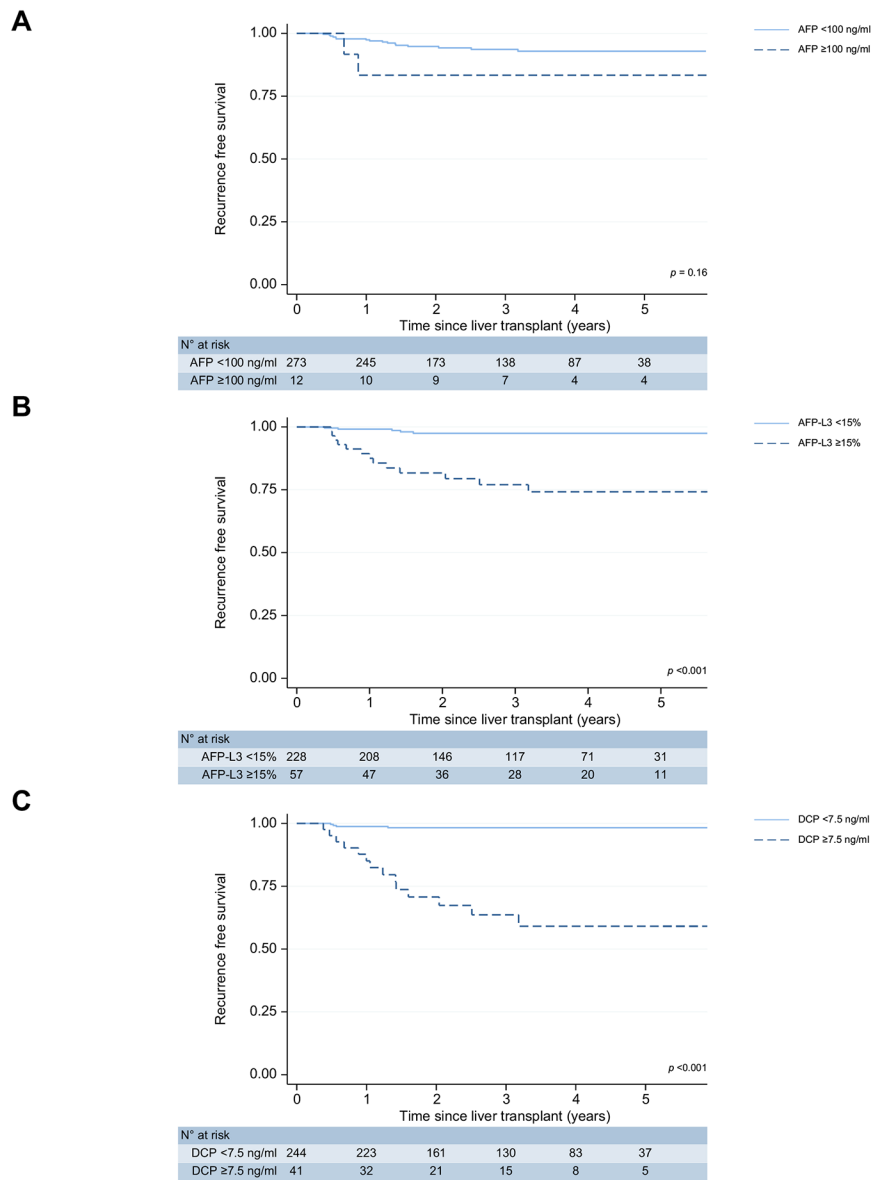 A
AFP <100 ng/ml
AFP ≥100 ng/ml
1.00
0.75
0.50
0.25
0.00
Recurrence free survival
p = 0.16
0 1 2 3 4 5
Time since liver transplant (years)
N° at risk
AFP <100 ng/ml 273 245 173 138 87 38
AFP ≥100 ng/ml 12 10 9 7 4 4
B
AFP-L3 <15%
AFP-L3 ≥15%
1.00
0.75
0.50
0.25
0.00
Recurrence free survival
p <0.001
0 1 2 3 4 5
Time since liver transplant (years)
N° at risk
AFP-L3 <15% 228 208 146 117 71 31
AFP-L3 ≥15% 57 47 36 28 20 11
C
DCP <7.5 ng/ml
DCP ≥7.5 ng/ml
1.00
0.75
0.50
0.25
0.00
Recurrence free survival
p <0.001
0 1 2 3 4 5
Time since liver transplant (years)
N° at risk
DCP <7.5 ng/ml 244 223 161 130 83 37
DCP ≥7.5 ng/ml 41 32 21 15 8 5